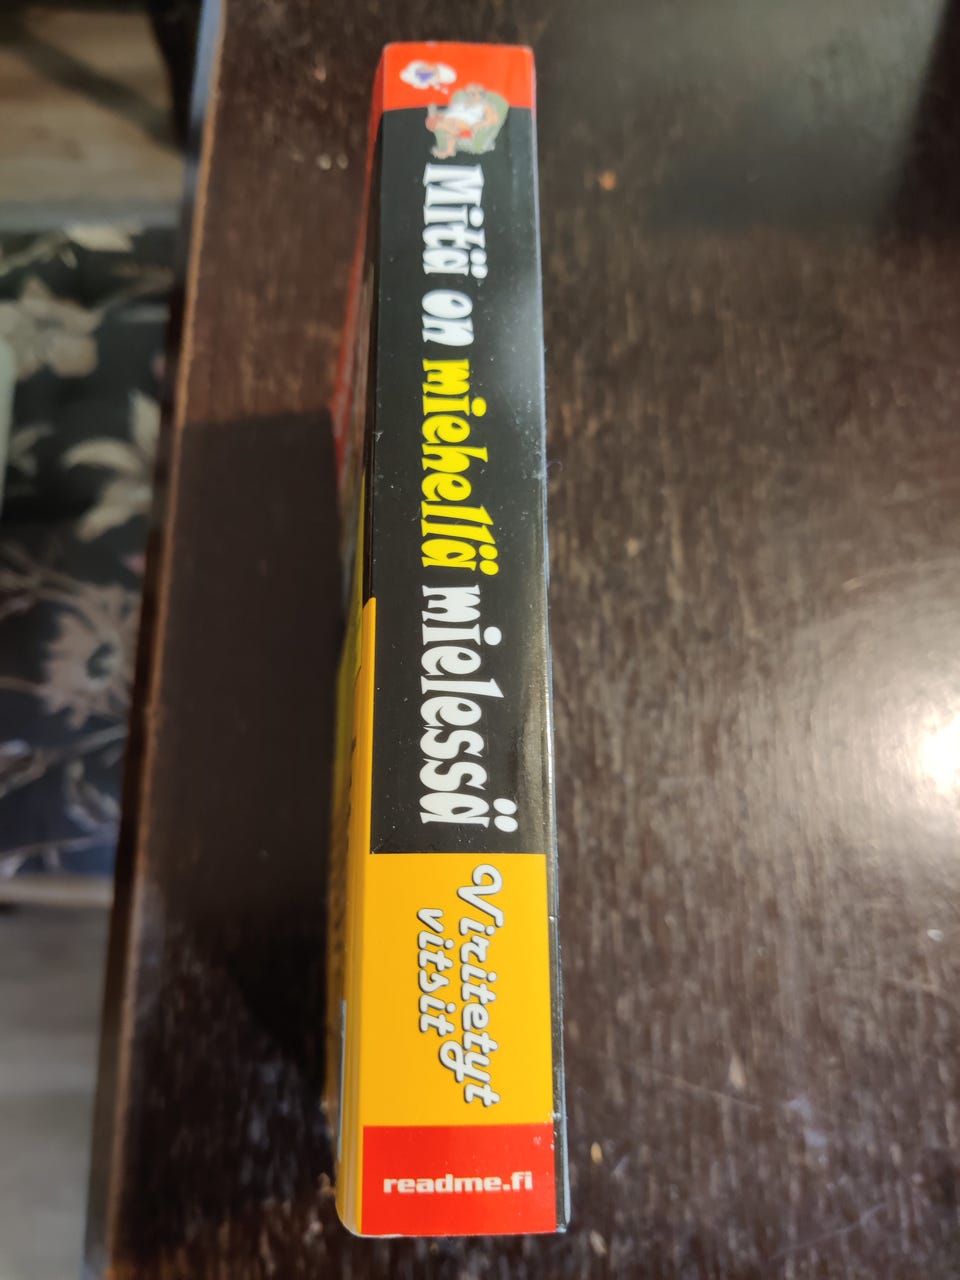 Mitä on miehellä mielessä
Viritetyt
vitsit
readme.fi